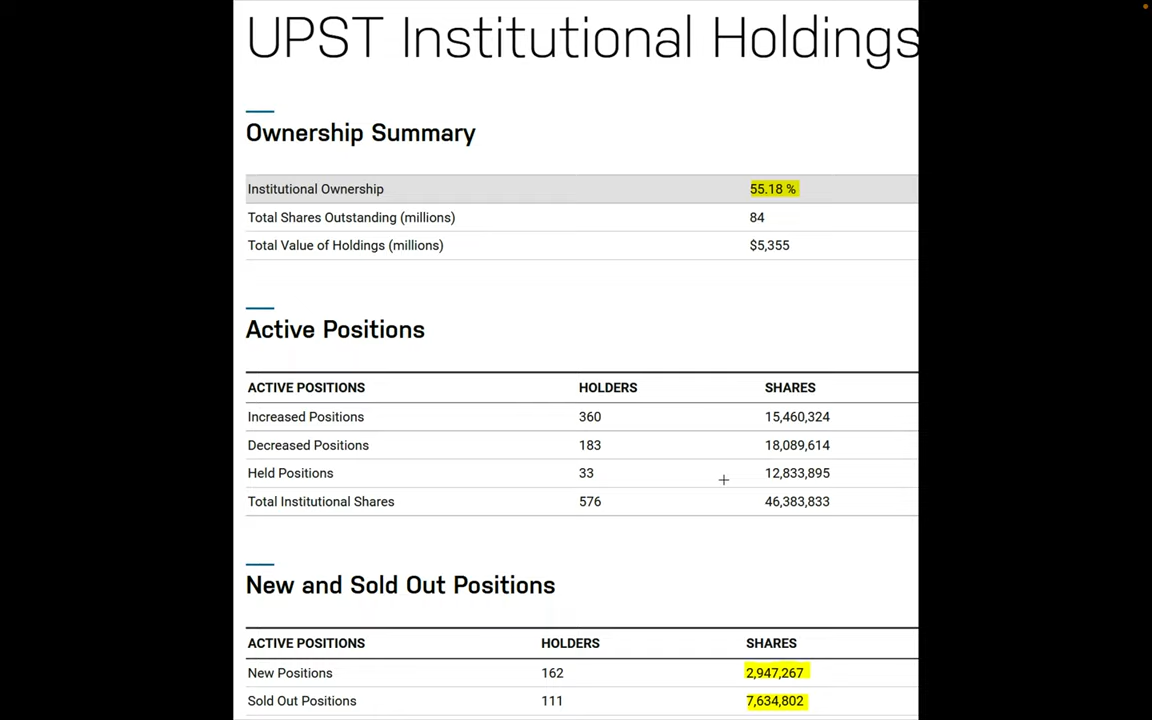 UPST Institutional Holdings
Ownership Summary
Institutional Ownership 55.18 %
Total Shares Outstanding (millions) 84
Total Value of Holdings (millions) $5,355
Active Positions
ACTIVE POSITIONS HOLDERS SHARES
Increased Positions 360 15,460,324
Decreased Positions 183 18,089,614
Held Positions 33 12,833,895
Total Institutional Shares 576 46,383,833
New and Sold Out Positions
ACTIVE POSITIONS HOLDERS SHARES
New Positions 162 2,947,267
Sold Out Positions 111 7,634,802